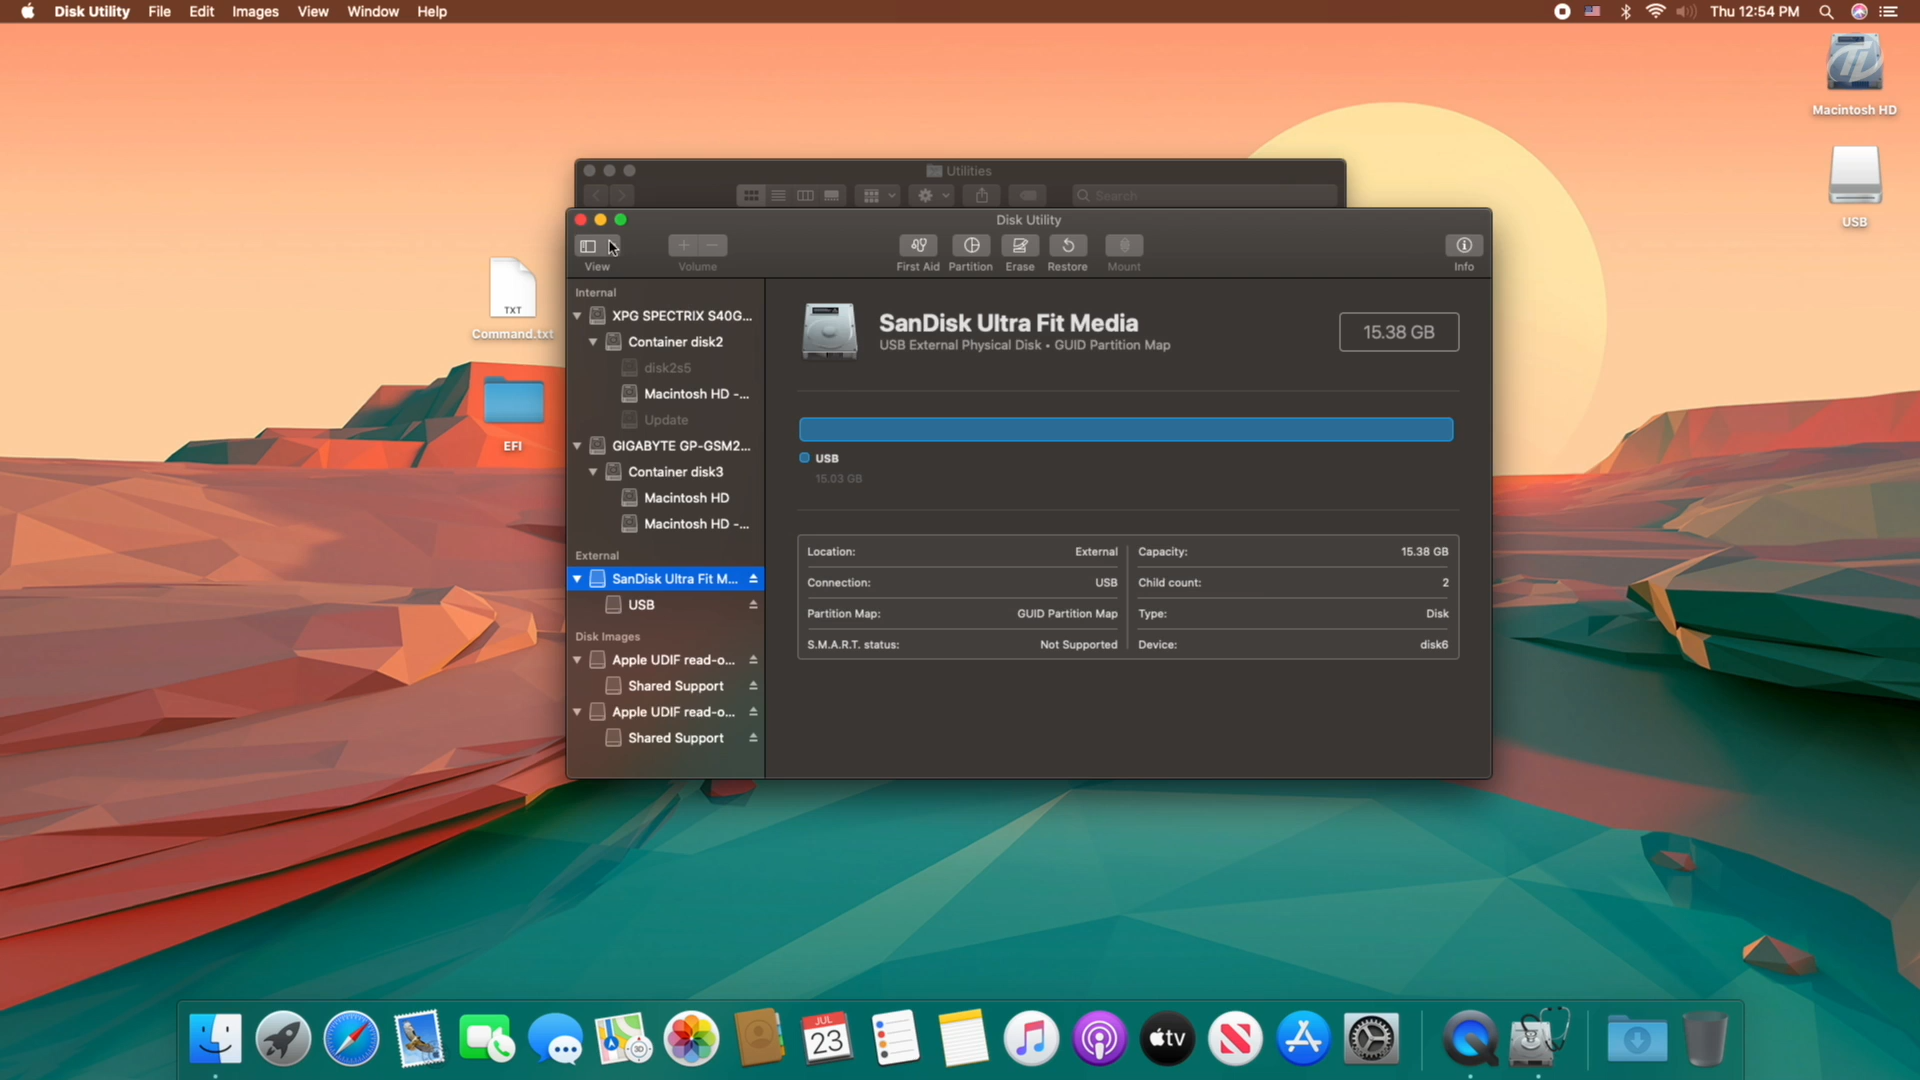 Disk Utility File Edit Images View Window Help
Thu 12:54 PM
Macintosh HD
USB
TXT
Command.txt
EFI
Utilities
Search
Disk Utility
View
Volume
First Aid
Partition
Erase
Restore
Mount
Info
Internal
XPG SPECTRIX S40G...
Container disk2
disk2s5
Macintosh HD -...
Update
GIGABYTE GP-GSM2...
Container disk3
Macintosh HD
Macintosh HD -...
External
SanDisk Ultra Fit M...
USB
Disk Images
Apple UDIF read-o...
Shared Support
Apple UDIF read-o...
Shared Support
SanDisk Ultra Fit Media
USB External Physical Disk • GUID Partition Map
15.38 GB
USB
15.03 GB
Location: External
Capacity: 15.38 GB
Connection: USB
Child count: 2
Partition Map: GUID Partition Map
Type: Disk
S.M.A.R.T. status: Not Supported
Device: disk6
JUL
23
3D
tv